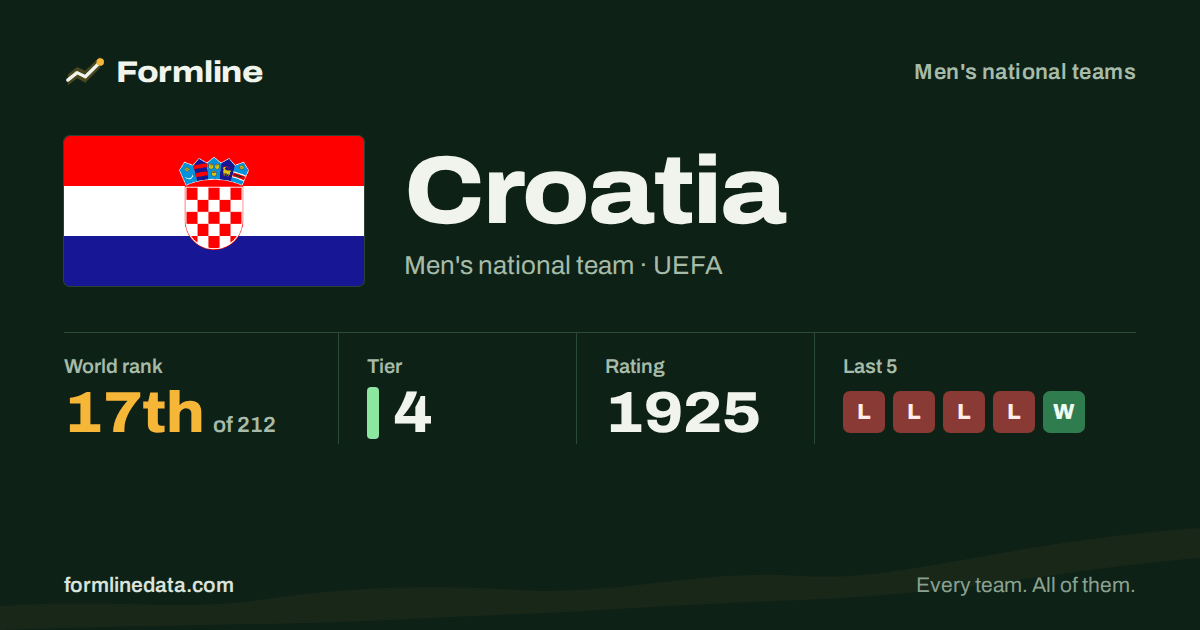 Formline
Men's national teams
Croatia
Men's national team · UEFA
World rank
17th of 212
Tier
4
Rating
1925
Last 5
L L L L W
formlinedata.com
Every team. All of them.